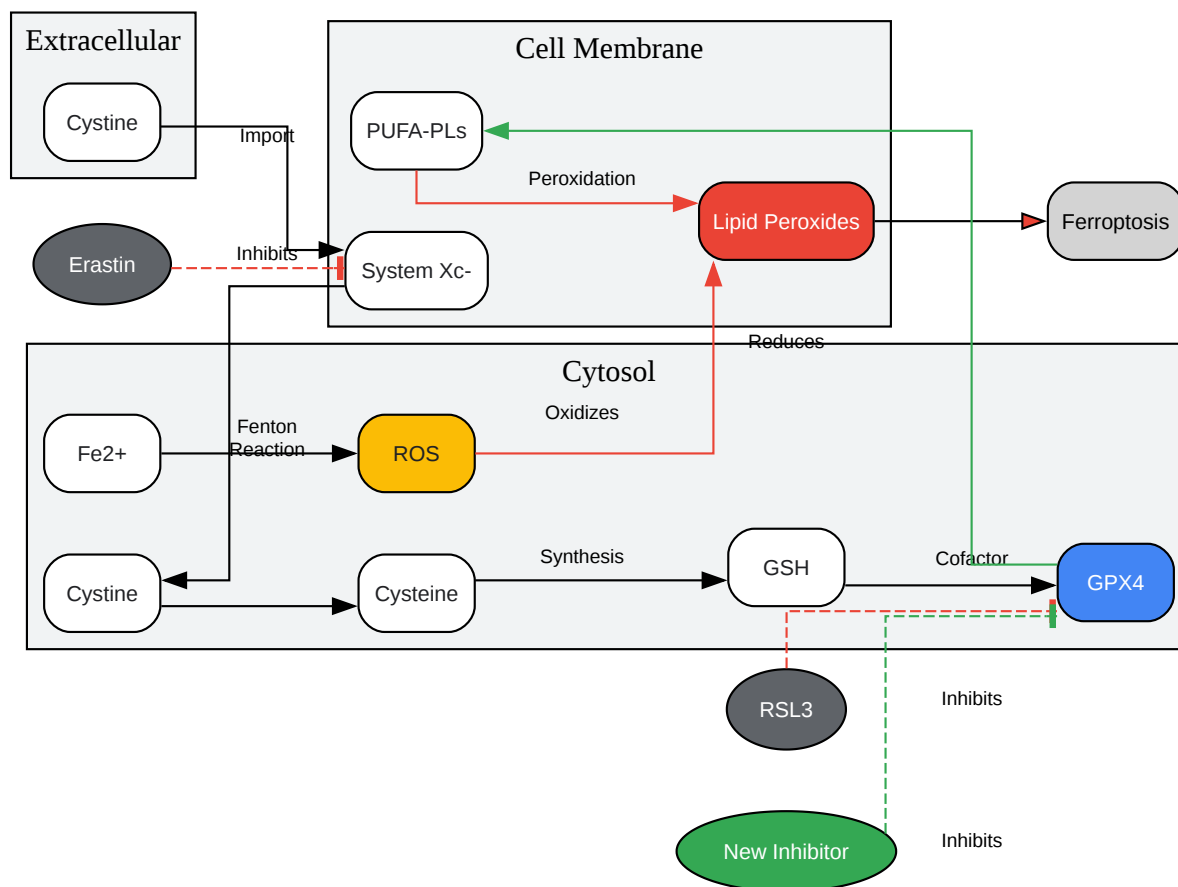 Extracellular
Cell Membrane
Cystine
PUFA-PLs
Import
Peroxidation
Lipid Peroxides
Ferroptosis
Erastin
Inhibits
System Xc-
Reduces
Cytosol
Oxidizes
Fe2+
Fenton
Reaction
ROS
Synthesis
Cofactor
Cystine
Cysteine
GSH
GPX4
RSL3
Inhibits
New Inhibitor
Inhibits